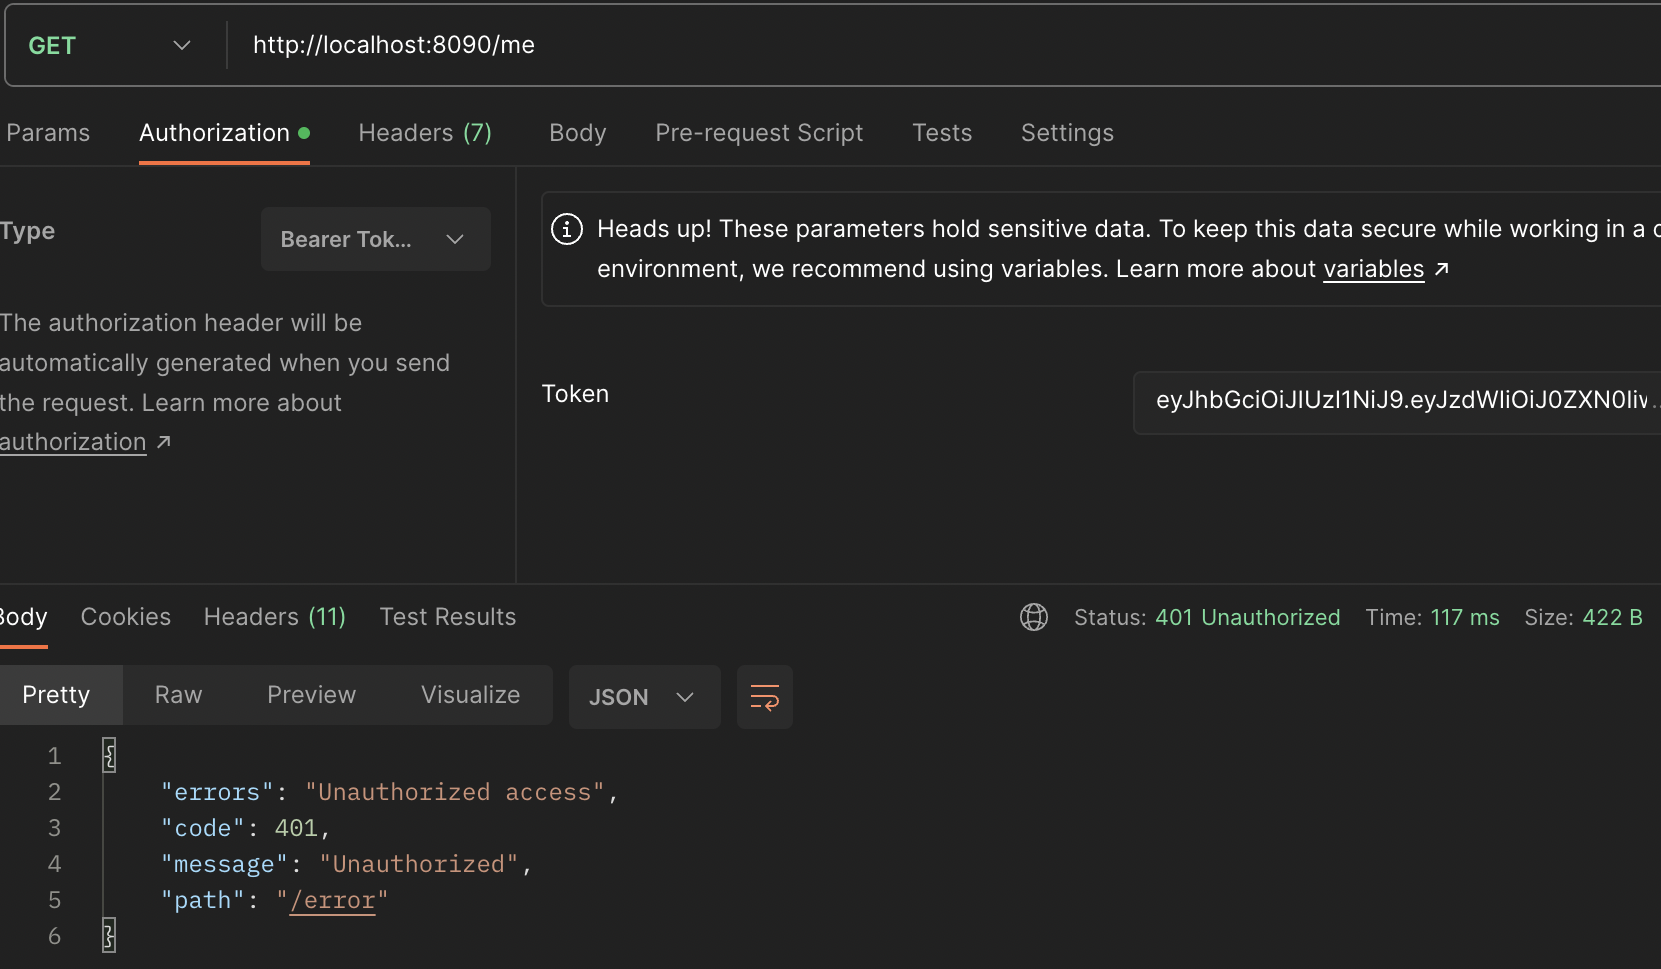 GET http://localhost:8090/me
Params Authorization Headers (7) Body Pre-request Script Tests Settings
Type Bearer Tok...
The authorization header will be
automatically generated when you send
the request. Learn more about
authorization ↗
Heads up! These parameters hold sensitive data. To keep this data secure while working in a c
environment, we recommend using variables. Learn more about variables ↗
Token eyJhbGciOiJIUzI1NiJ9.eyJzdWIiOiJ0ZXN0Iiv...
Body Cookies Headers (11) Test Results Status: 401 Unauthorized Time: 117 ms Size: 422 B
Pretty Raw Preview Visualize JSON
1 {
2 "errors": "Unauthorized access",
3 "code": 401,
4 "message": "Unauthorized",
5 "path": "/error"
6 }